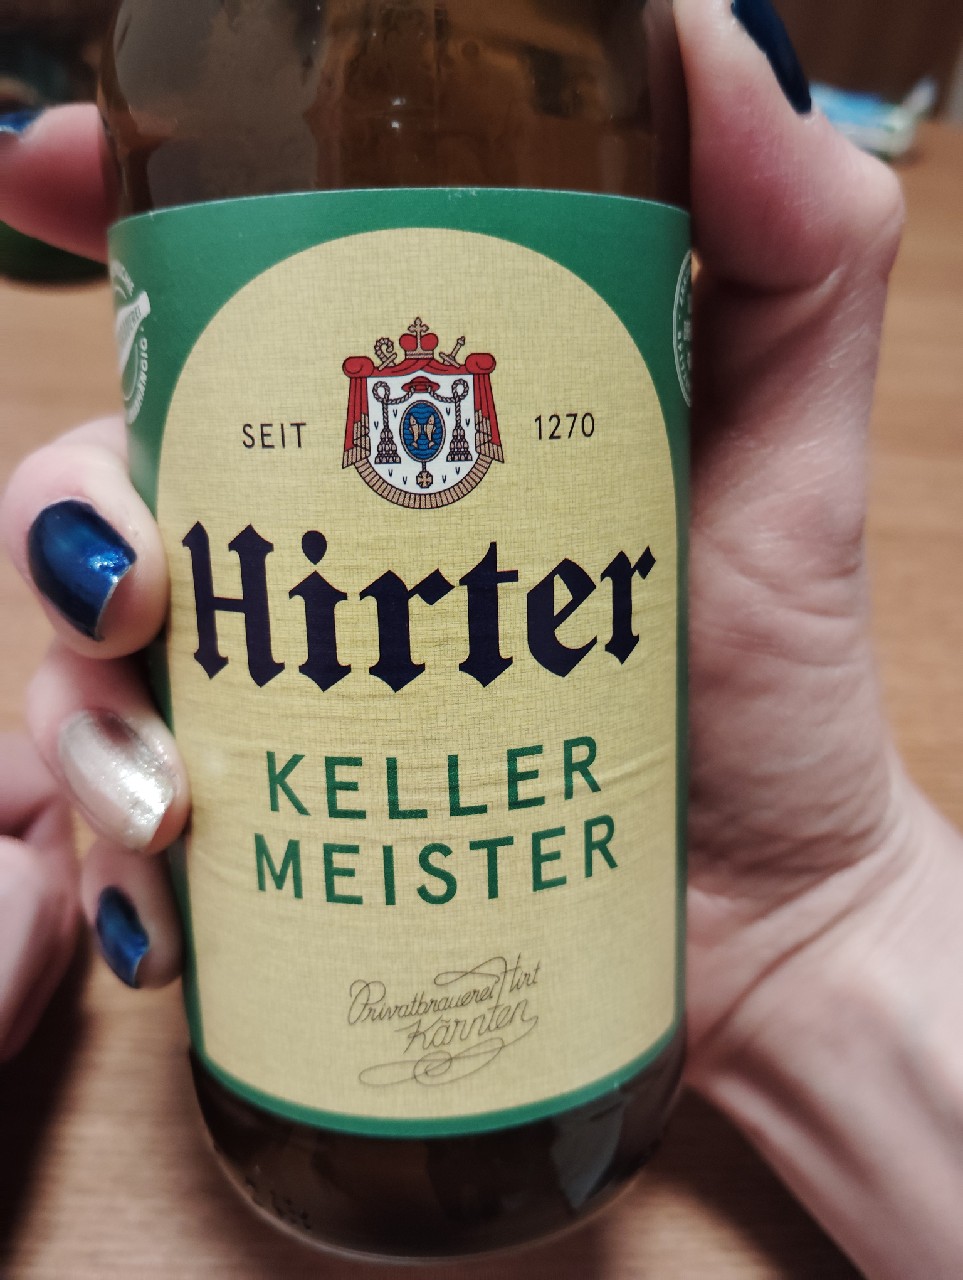 SEIT 1270
Hirter
KELLER
MEISTER
Privatbrauerei Hirt
Kärnten